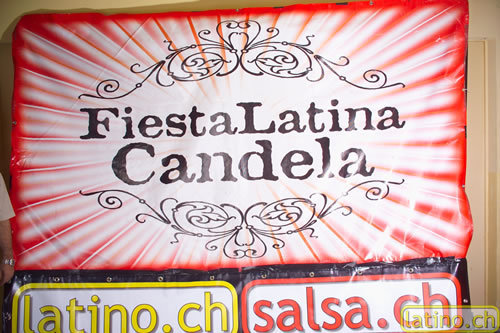 FiestaLatina
Candela
latino.ch
salsa.ch
latino.ch